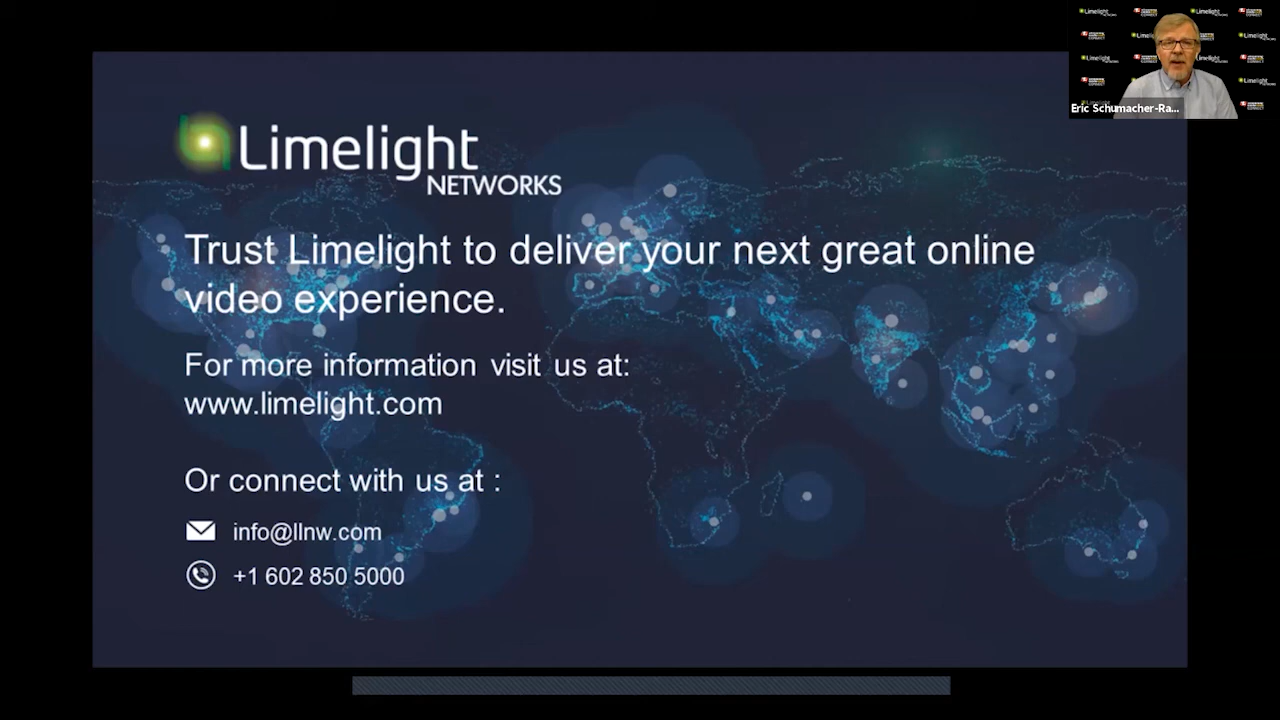 Limelight
NETWORKS
Trust Limelight to deliver your next great online
video experience.
For more information visit us at:
www.limelight.com
Or connect with us at :
info@llnw.com
+1 602 850 5000
Eric Schumacher-Ra...